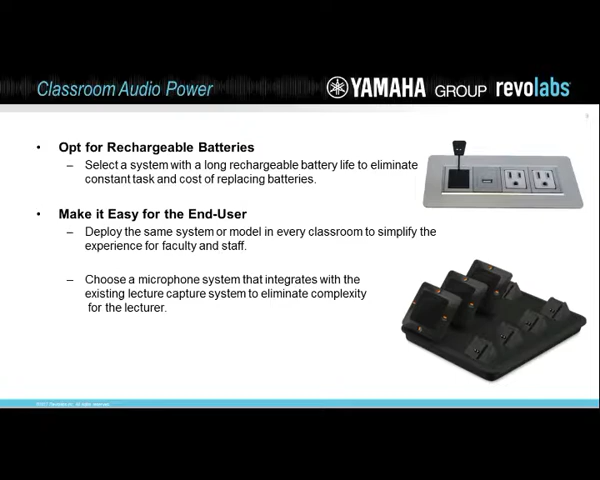 Classroom Audio Power
YAMAHA GROUP revolabs
• Opt for Rechargeable Batteries
– Select a system with a long rechargeable battery life to eliminate
constant task and cost of replacing batteries.
• Make it Easy for the End-User
– Deploy the same system or model in every classroom to simplify the
experience for faculty and staff.
– Choose a microphone system that integrates with the
existing lecture capture system to eliminate complexity
for the lecturer.